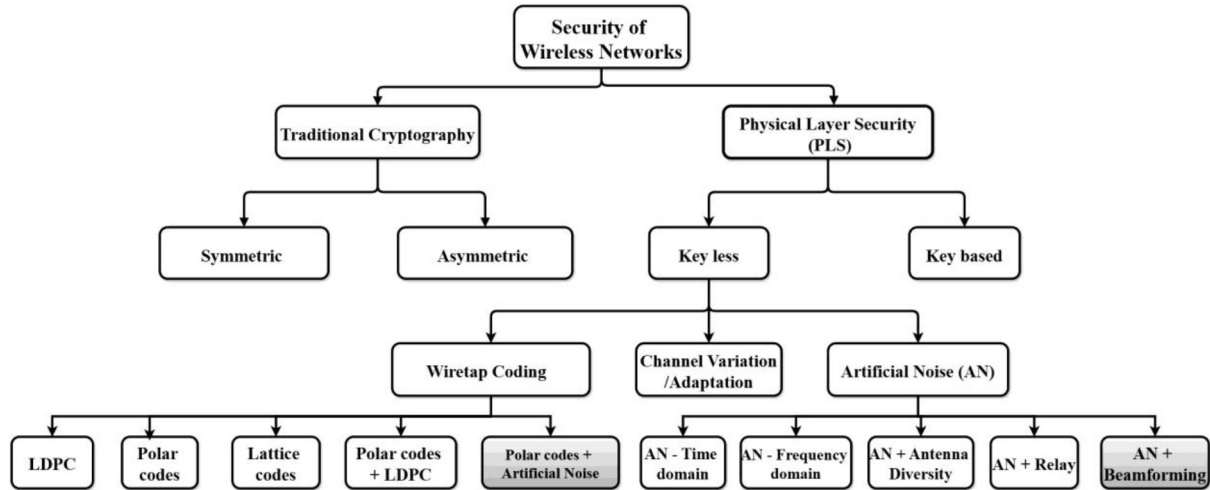 Security of
Wireless Networks
Traditional Cryptography
Physical Layer Security
(PLS)
Symmetric
Asymmetric
Key less
Key based
Wiretap Coding
Channel Variation
/Adaptation
Artificial Noise (AN)
LDPC
Polar
codes
Lattice
codes
Polar codes
+ LDPC
Polar codes +
Artificial Noise
AN - Time
domain
AN - Frequency
domain
AN + Antenna
Diversity
AN + Relay
AN +
Beamforming